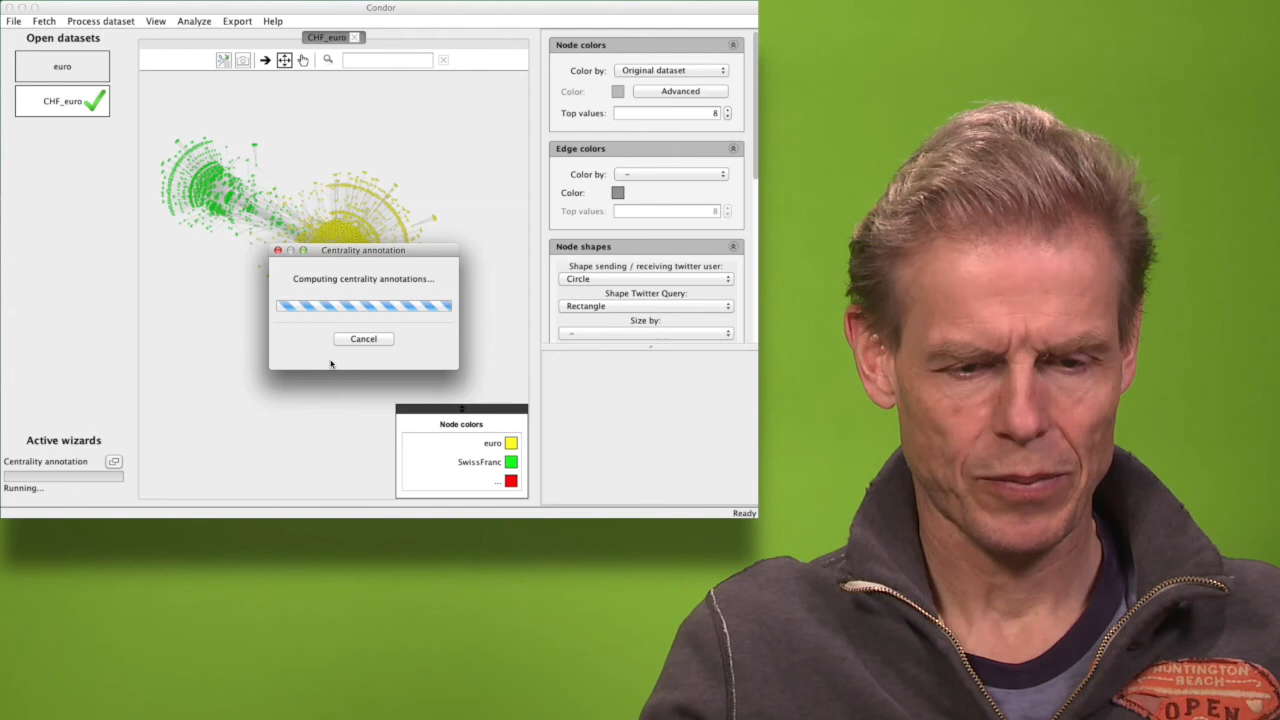 Condor
File Fetch Process dataset View Analyze Export Help
Open datasets
euro
CHF_euro
CHF_euro
Node colors
Color by: Original dataset
Color: Advanced
Top values: 8
Edge colors
Color by: –
Color:
Top values: 8
Node shapes
Shape sending / receiving twitter user:
Circle
Shape Twitter Query:
Rectangle
Size by:
–
Centrality annotation
Computing centrality annotations...
Cancel
Node colors
euro
SwissFranc
...
Active wizards
Centrality annotation
Running...
Ready
HUNTINGTON
BEACH
OPEN